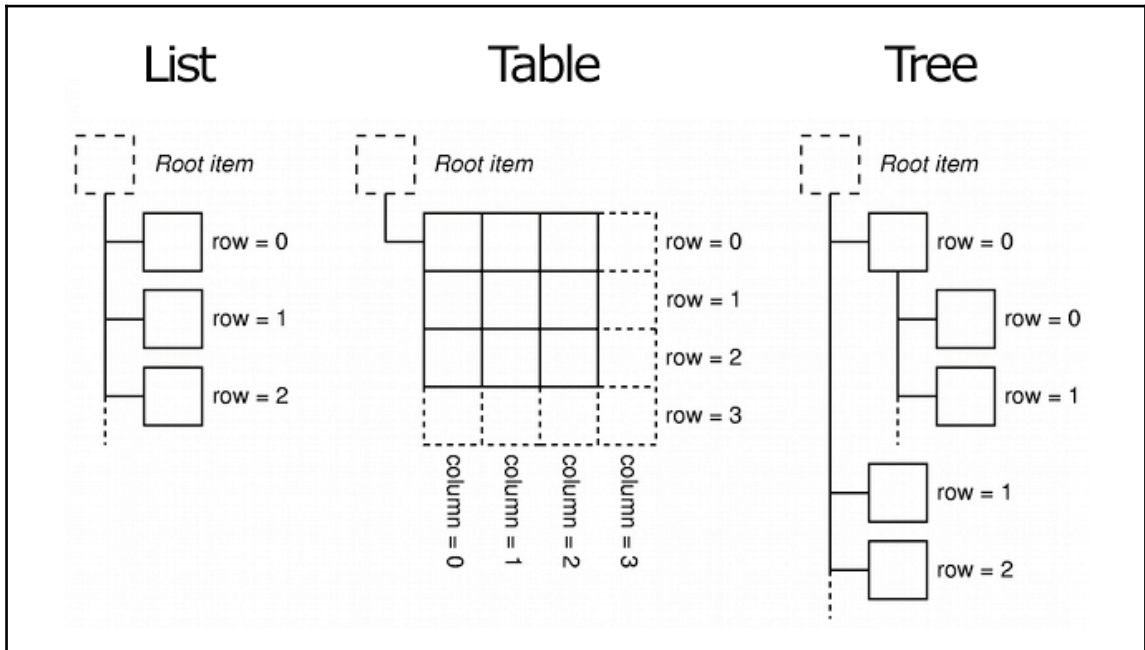 List
Root item
row = 0
row = 1
row = 2
Table
Root item
row = 0
row = 1
row = 2
row = 3
column = 0
column = 1
column = 2
column = 3
Tree
Root item
row = 0
row = 0
row = 1
row = 1
row = 2